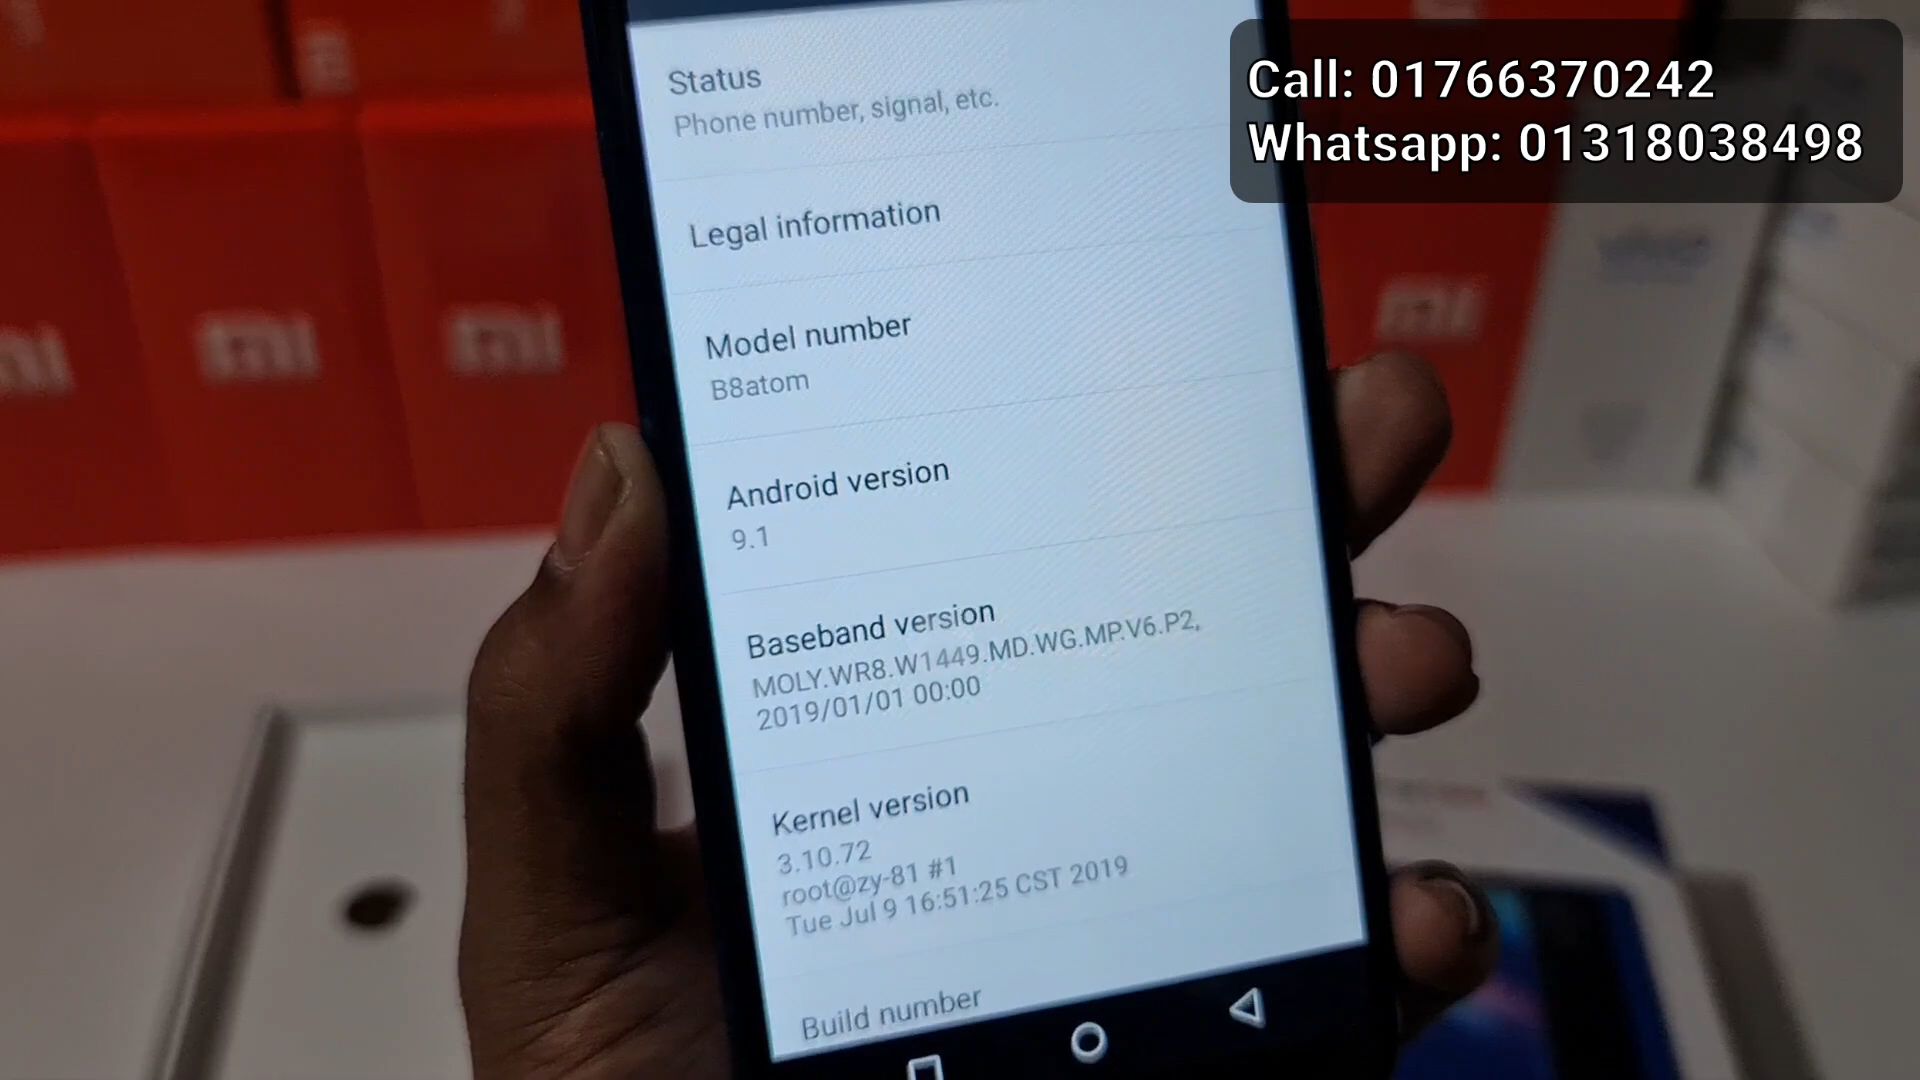 Call: 01766370242
Whatsapp: 01318038498
Status
Phone number, signal, etc.
Legal information
Model number
B8atom
Android version
9.1
Baseband version
MOLY.WR8.W1449.MD.WG.MP.V6.P2,
2019/01/01 00:00
Kernel version
3.10.72
root@zy-81 #1
Tue Jul 9 16:51:25 CST 2019
Build number
mi
mi
mi
mi
vivo